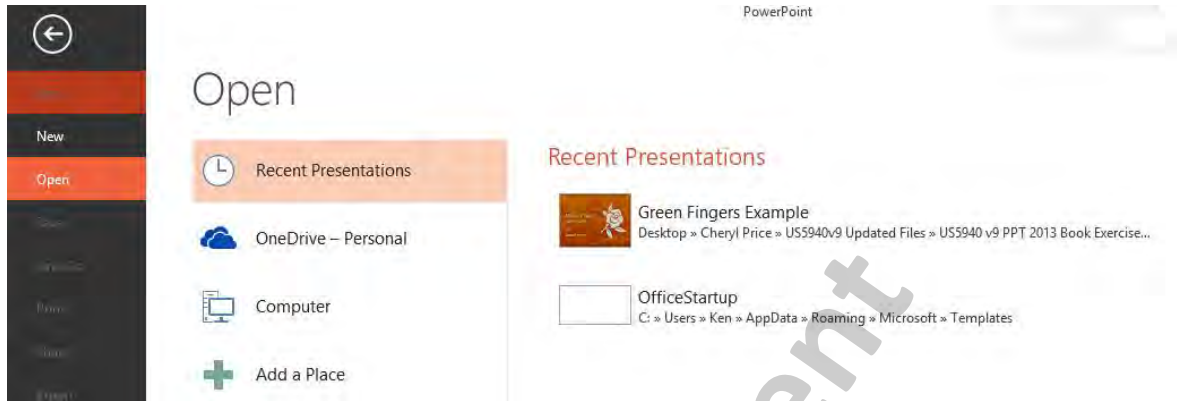 PowerPoint
Open
New
Open
Recent Presentations
OneDrive – Personal
Computer
Add a Place
Recent Presentations
Green Fingers Example
Desktop » Cheryl Price » US5940v9 Updated Files » US5940 v9 PPT 2013 Book Exercise...
OfficeStartup
C: » Users » Ken » AppData » Roaming » Microsoft » Templates
ent